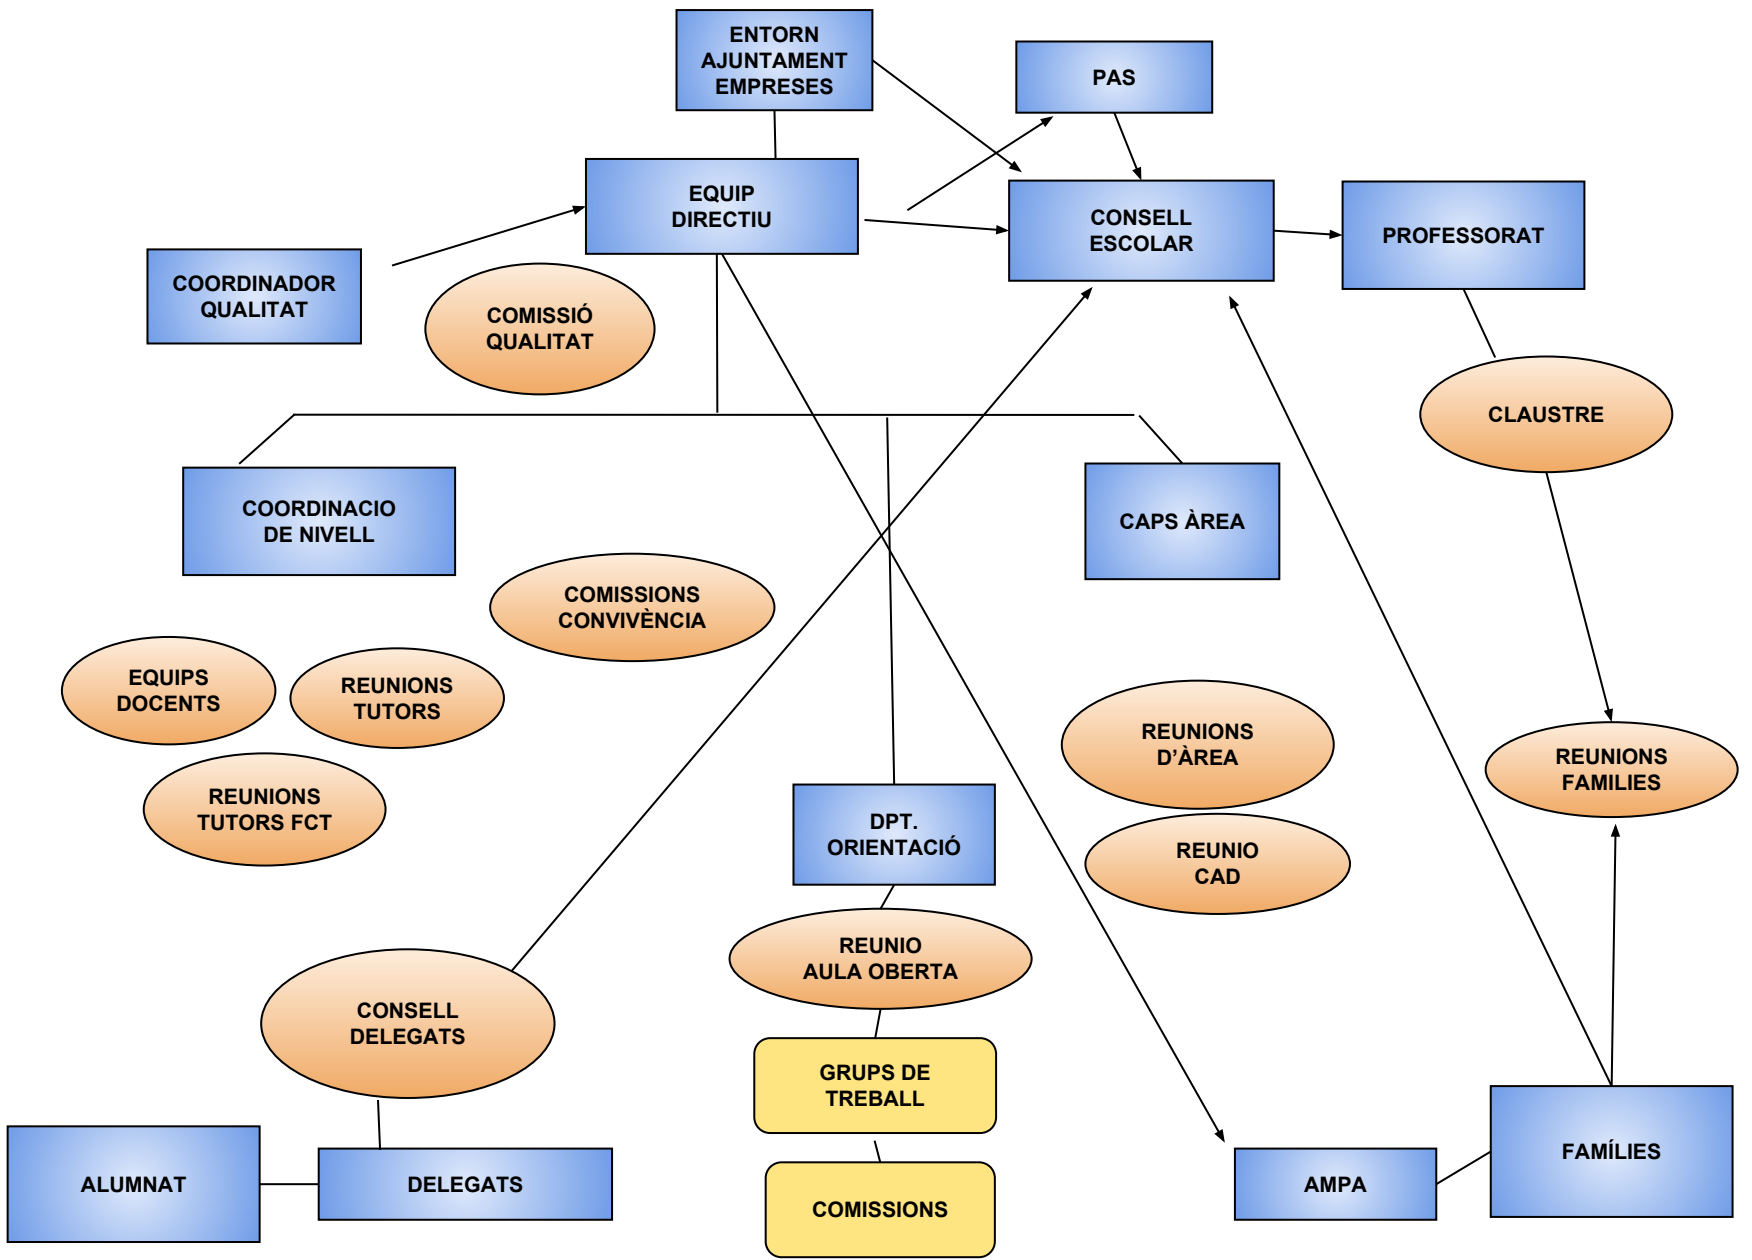 ENTORN
AJUNTAMENT
EMPRESES
PAS
EQUIP
DIRECTIU
CONSELL
ESCOLAR
PROFESSORAT
COORDINADOR
QUALITAT
COMISSIÓ
QUALITAT
CLAUSTRE
COORDINACIO
DE NIVELL
CAPS ÀREA
COMISSIONS
CONVIVÈNCIA
EQUIPS
DOCENTS
REUNIONS
TUTORS
REUNIONS
TUTORS FCT
REUNIONS
D’ÀREA
REUNIONS
FAMILIES
DPT.
ORIENTACIÓ
REUNIO
CAD
REUNIO
AULA OBERTA
CONSELL
DELEGATS
GRUPS DE
TREBALL
ALUMNAT
DELEGATS
COMISSIONS
AMPA
FAMÍLIES